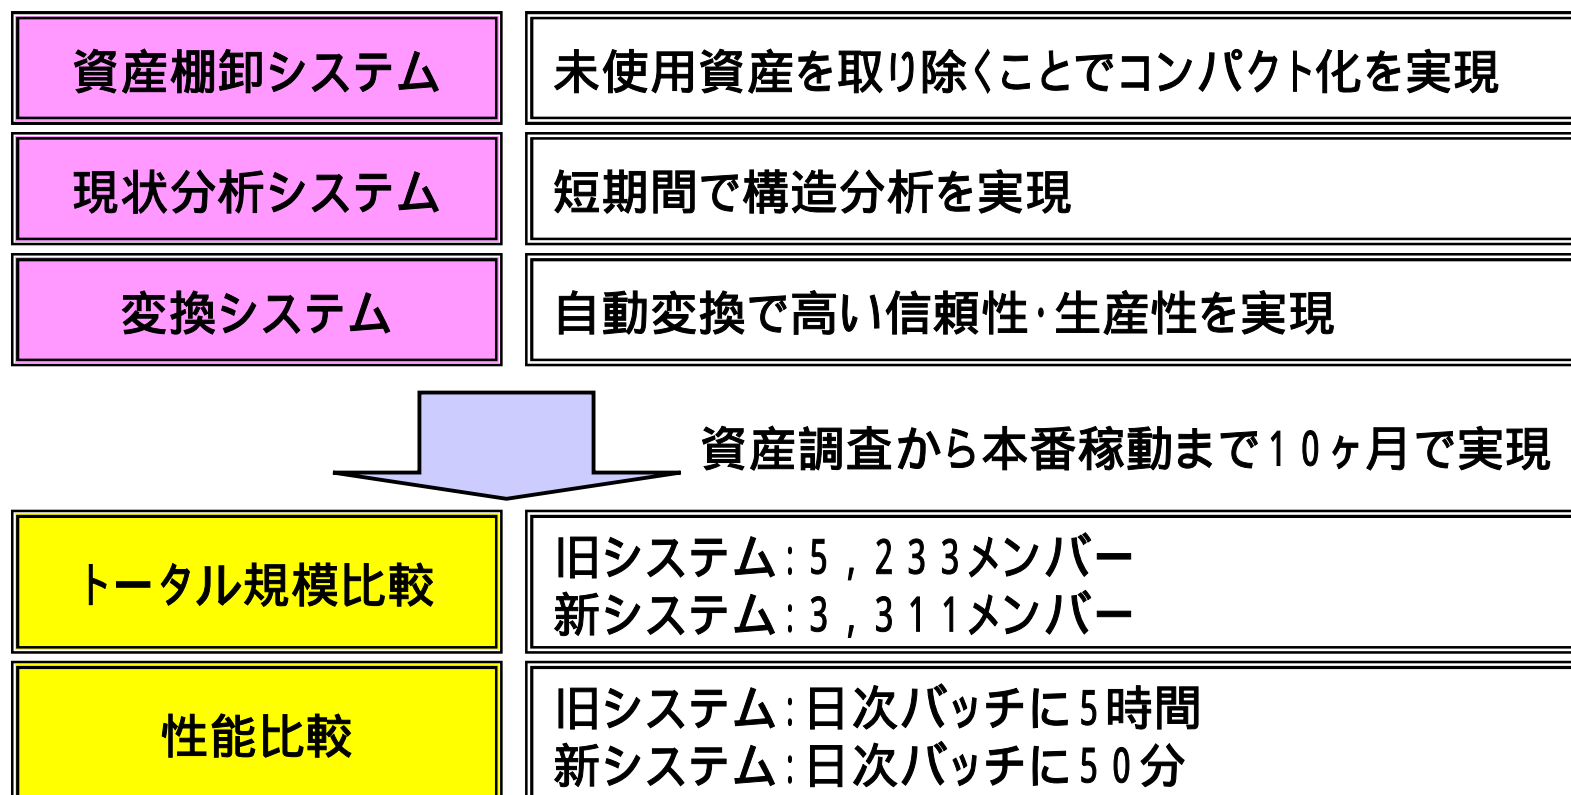 資産棚卸システム
未使用資産を取り除くことでコンパクト化を実現
現状分析システム
短期間で構造分析を実現
変換システム
自動変換で高い信頼性・生産性を実現
資産調査から本番稼動まで10ヶ月で実現
トータル規模比較
旧システム:5,233メンバー
新システム:3,311メンバー
性能比較
旧システム:日次バッチに5時間
新システム:日次バッチに50分